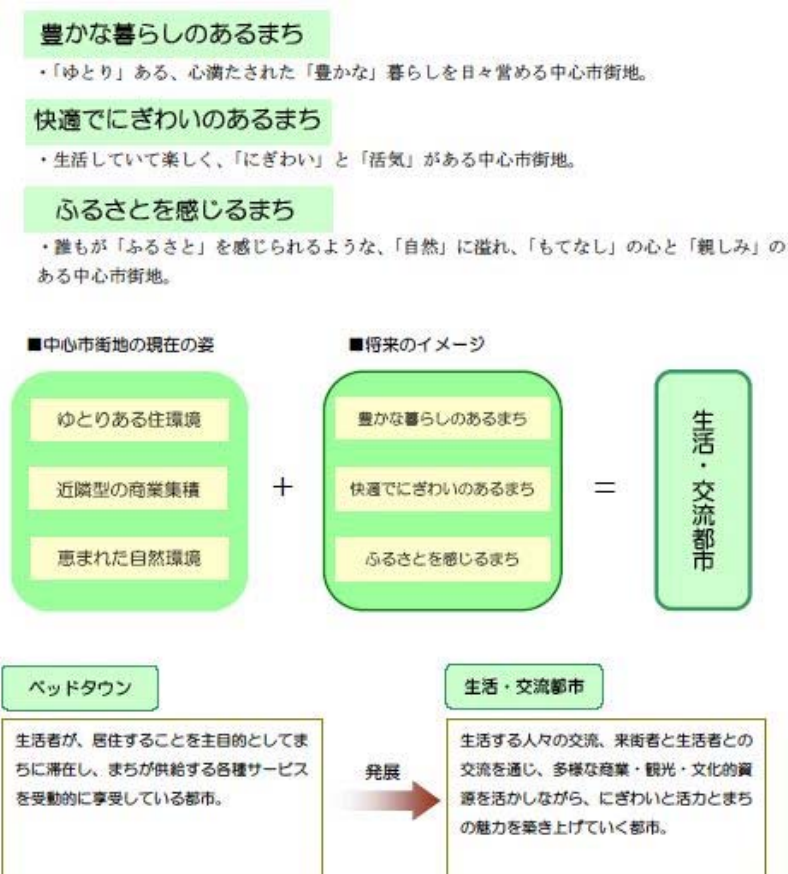 豊かな暮らしのあるまち
・「ゆとり」ある、心満たされた「豊かな」暮らしを日々営める中心市街地。
快適でにぎわいのあるまち
・生活していて楽しく、「にぎわい」と「活気」がある中心市街地。
ふるさとを感じるまち
・誰もが「ふるさと」を感じられるような、「自然」に溢れ、「もてなし」の心と「親しみ」の
ある中心市街地。
■中心市街地の現在の姿
ゆとりある住環境
近隣型の商業集積
恵まれた自然環境
+
■将来のイメージ
豊かな暮らしのあるまち
快適でにぎわいのあるまち
ふるさとを感じるまち
=
生活・交流都市
ベッドタウン
生活者が、居住することを主目的としてま
ちに滞在し、まちが供給する各種サービス
を受動的に享受している都市。
発展
生活・交流都市
生活する人々の交流、来街者と生活者との
交流を通じ、多様な商業・観光・文化的資
源を活かしながら、にぎわいと活力とまち
の魅力を築き上げていく都市。